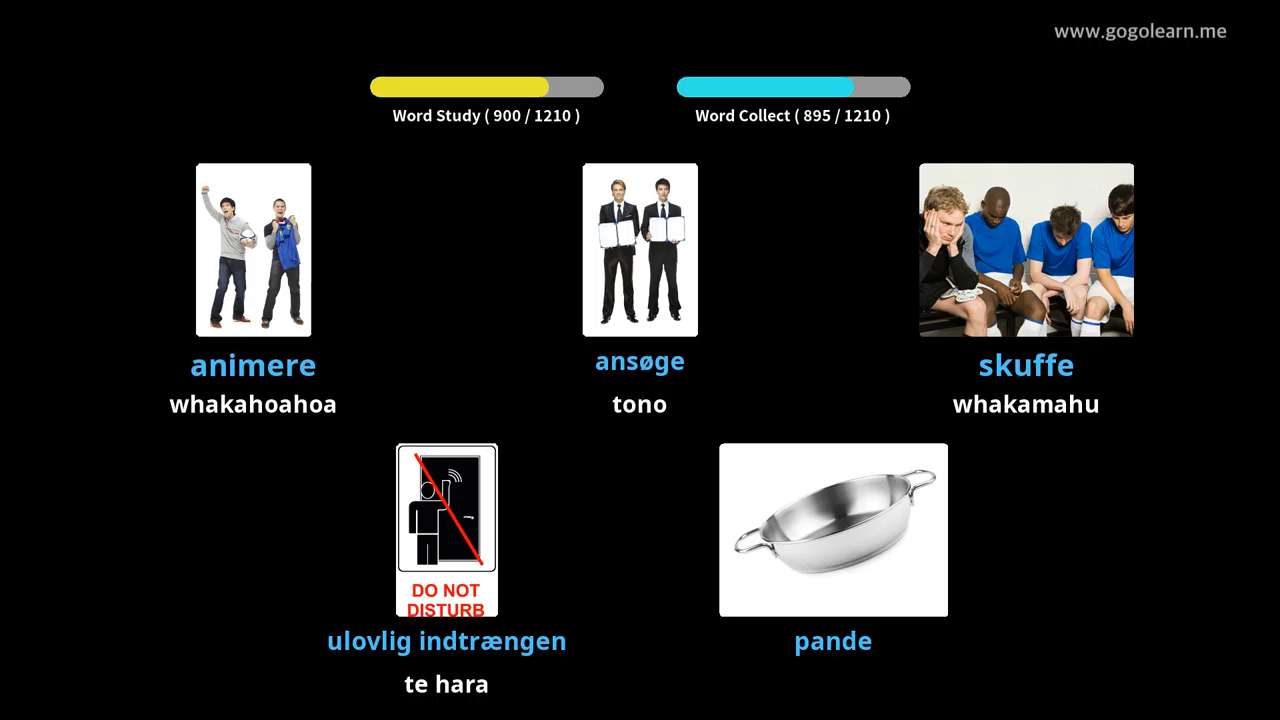 www.gogolearn.me
Word Study ( 900 / 1210 )
Word Collect ( 895 / 1210 )
animere
whakahoahoa
ansøge
tono
skuffe
whakamahu
DO NOT
DISTURB
ulovlig indtrængen
te hara
pande